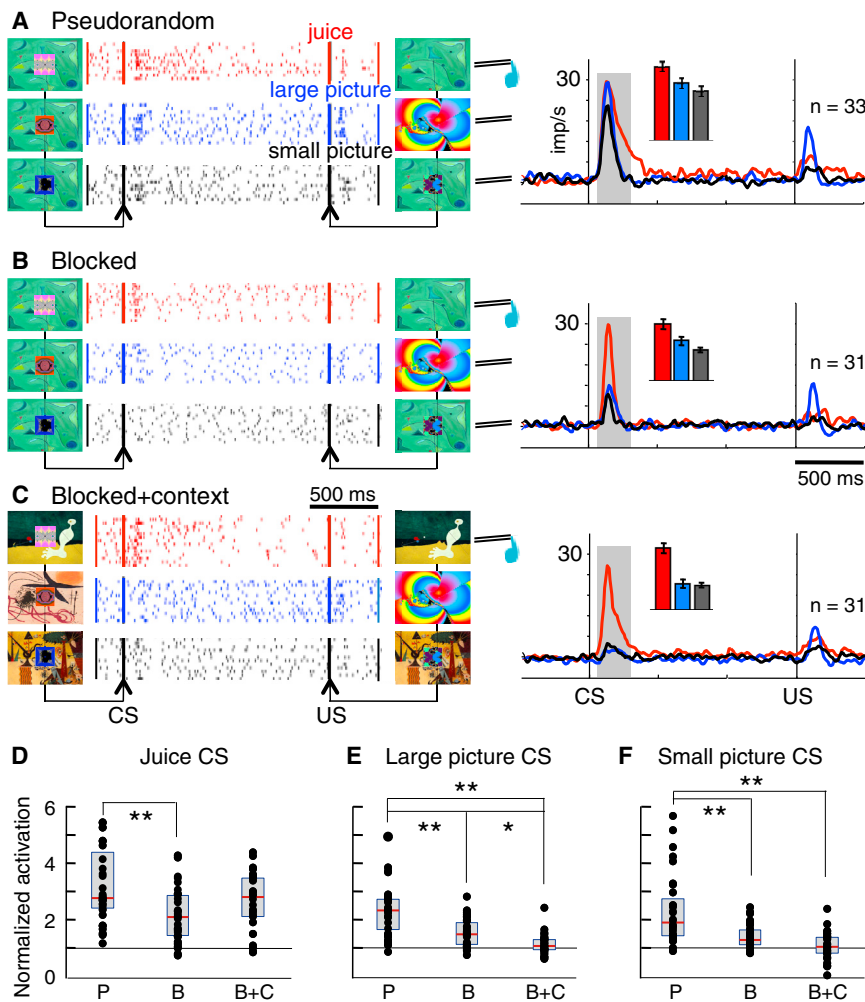 A Pseudorandom
juice
large picture
small picture
30
imp/s
n = 33
B Blocked
30
n = 31
500 ms
C Blocked+context
500 ms
30
n = 31
CS
US
CS
US
D Juice CS
E Large picture CS
F Small picture CS
Normalized activation
6
4
2
0
**
**
*
**
**
**
P
B
B+C
P
B
B+C
P
B
B+C